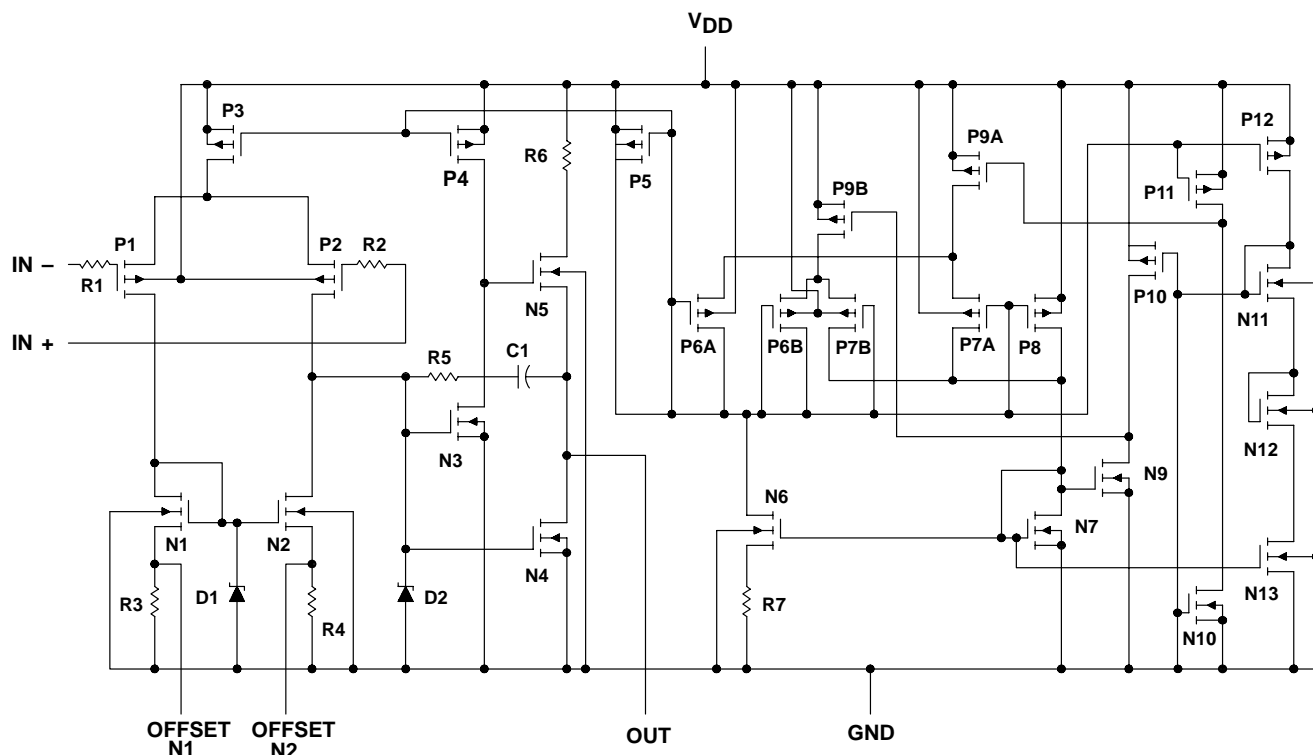 VDD
P3
P12
P9A
R6
P4
P5
P11
P9B
P1
P2
R2
IN –
R1
P10
N5
N11
IN +
P6A
P6B
P7B
P7A
P8
R5
C1
N12
N3
N9
N6
N1
N2
N7
N4
R3
D1
D2
R7
N13
R4
N10
OFFSET
N1
OFFSET
N2
OUT
GND